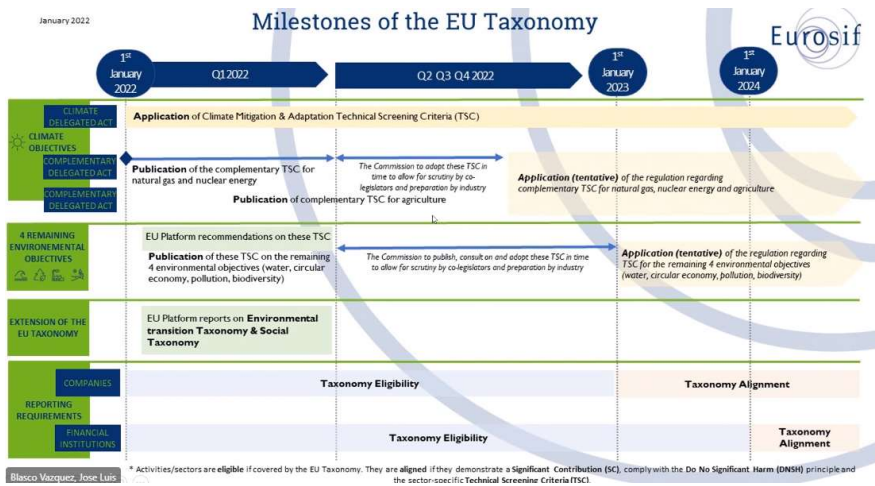 January 2022
Milestones of the EU Taxonomy
Eurosif
1st
January
2022
Q1 2022
Q2 Q3 Q4 2022
1st
January
2023
1st
January
2024
CLIMATE
DELEGATED ACT
Application of Climate Mitigation & Adaptation Technical Screening Criteria (TSC)
CLIMATE
OBJECTIVES
COMPLEMENTARY
DELEGATED ACT
Publication of the complementary TSC for
natural gas and nuclear energy
The Commission to adopt these TSC in
time to allow for scrutiny by co-
legislators and preparation by industry
Application (tentative) of the regulation regarding
complementary TSC for natural gas, nuclear energy and agriculture
COMPLEMENTARY
DELEGATED ACT
Publication of complementary TSC for agriculture
4 REMAINING
ENVIRONEMENTAL
OBJECTIVES
EU Platform recommendations on these TSC
Publication of these TSC on the remaining
4 environmental objectives (water, circular
economy, pollution, biodiversity)
The Commission to publish, consult on and adopt these TSC in time
to allow for scrutiny by co-legislators and preparation by industry
Application (tentative) of the regulation regarding
TSC for the remaining 4 environmental objectives
(water, circular economy, pollution, biodiversity)
EXTENSION OF THE
EU TAXONOMY
EU Platform reports on Environmental
transition Taxonomy & Social
Taxonomy
REPORTING
REQUIREMENTS
COMPANIES
Taxonomy Eligibility
Taxonomy Alignment
FINANCIAL
INSTITUTIONS
Taxonomy Eligibility
Taxonomy
Alignment
* Activities/sectors are eligible if covered by the EU Taxonomy. They are aligned if they demonstrate a Significant Contribution (SC), comply with the Do No Significant Harm (DNSH) principle and
the sector-specific Technical Screening Criteria (TSC).
Blasco Vazquez, Jose Luis